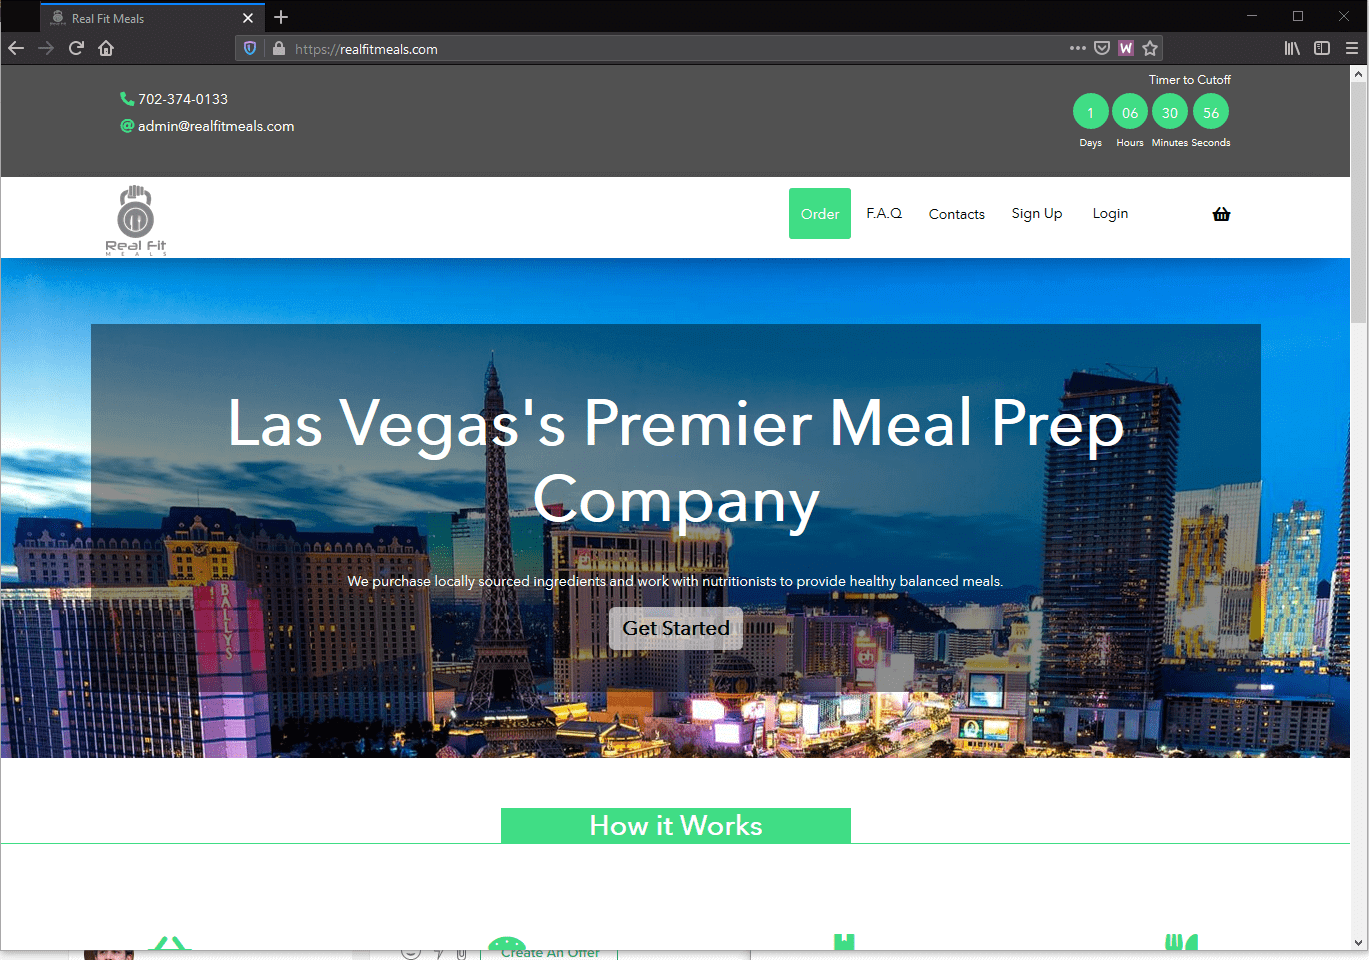 Real Fit Meals
https://realfitmeals.com
W
Timer to Cutoff
702-374-0133
admin@realfitmeals.com
1 06 30 56
Days Hours Minutes Seconds
Real Fit
MEALS
Order F.A.Q Contacts Sign Up Login
Las Vegas's Premier Meal Prep
Company
We purchase locally sourced ingredients and work with nutritionists to provide healthy balanced meals.
Get Started
BALLYS
ph
How it Works
Create An Offer